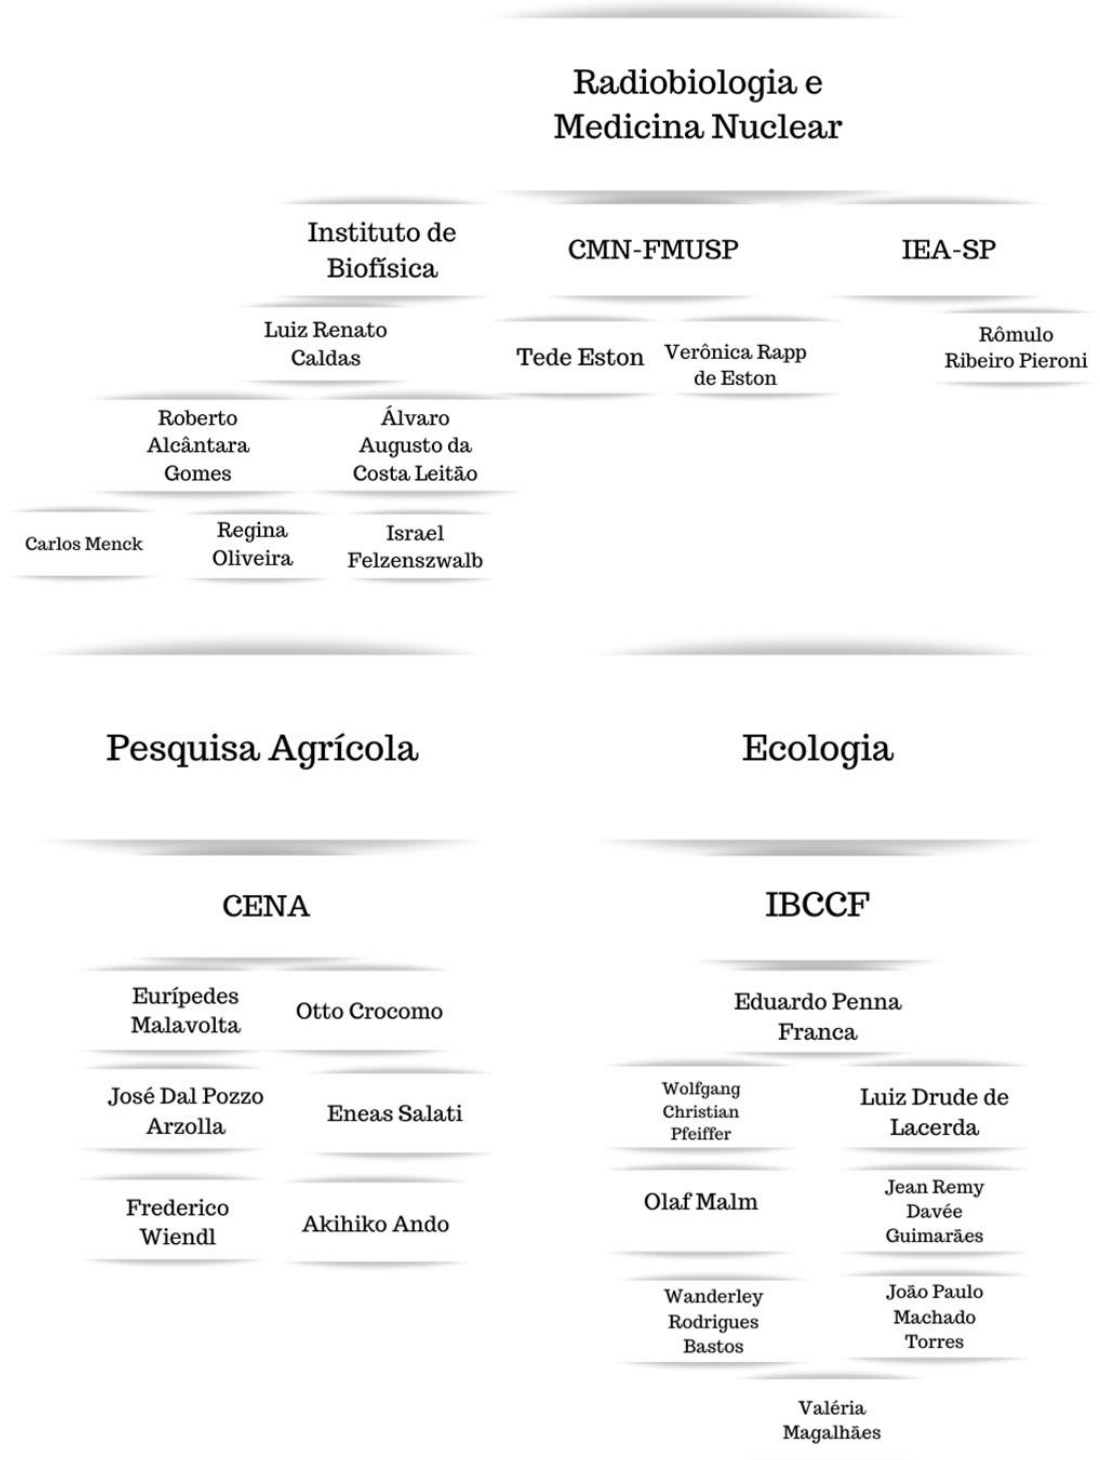 Radiobiologia e
Medicina Nuclear
Instituto de
Biofísica
CMN-FMUSP
IEA-SP
Luiz Renato
Caldas
Tede Eston
Verônica Rapp
de Eston
Rômulo
Ribeiro Pieroni
Roberto
Alcântara
Gomes
Álvaro
Augusto da
Costa Leitão
Carlos Menck
Regina
Oliveira
Israel
Felzenszwalb
Pesquisa Agrícola
CENA
Eurípedes
Malavolta
Otto Crocomo
José Dal Pozzo
Arzolla
Eneas Salati
Frederico
Wiendl
Akihiko Ando
Ecologia
IBCCF
Eduardo Penna
Franca
Wolfgang
Christian
Pfeiffer
Luiz Drude de
Lacerda
Olaf Malm
Jean Remy
Davée
Guimarães
Wanderley
Rodrigues
Bastos
João Paulo
Machado
Torres
Valéria
Magalhães